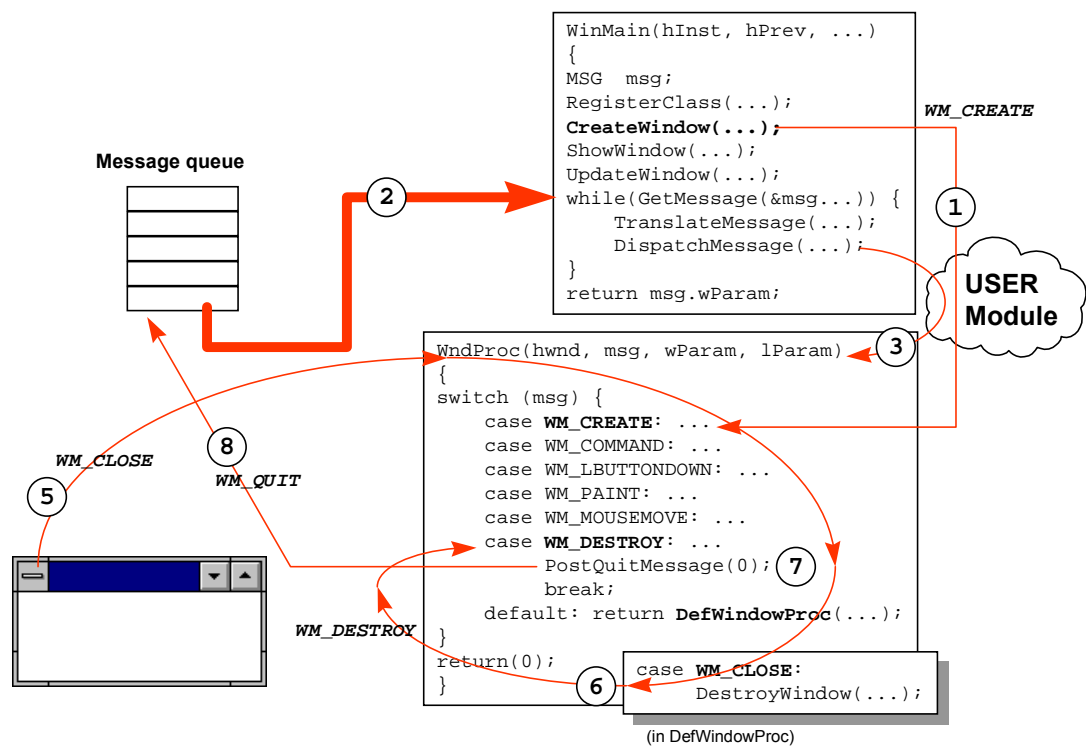 WinMain(hInst, hPrev, ...)
{
MSG  msg;
RegisterClass(...);
CreateWindow(...);
ShowWindow(...);
UpdateWindow(...);
while(GetMessage(&msg...)) {
    TranslateMessage(...);
    DispatchMessage(...);
}
return msg.wParam;
WM_CREATE
1
USER
Module
Message queue
2
3
WndProc(hwnd, msg, wParam, lParam)
{
switch (msg) {
    case WM_CREATE: ...
    case WM_COMMAND: ...
    case WM_LBUTTONDOWN: ...
    case WM_PAINT: ...
    case WM_MOUSEMOVE: ...
    case WM_DESTROY: ...
        PostQuitMessage(0);
        break;
    default: return DefWindowProc(...);
}
return(0);
}
8
WM_CLOSE
WM_QUIT
5
7
WM_DESTROY
6
case WM_CLOSE:
    DestroyWindow(...);
(in DefWindowProc)